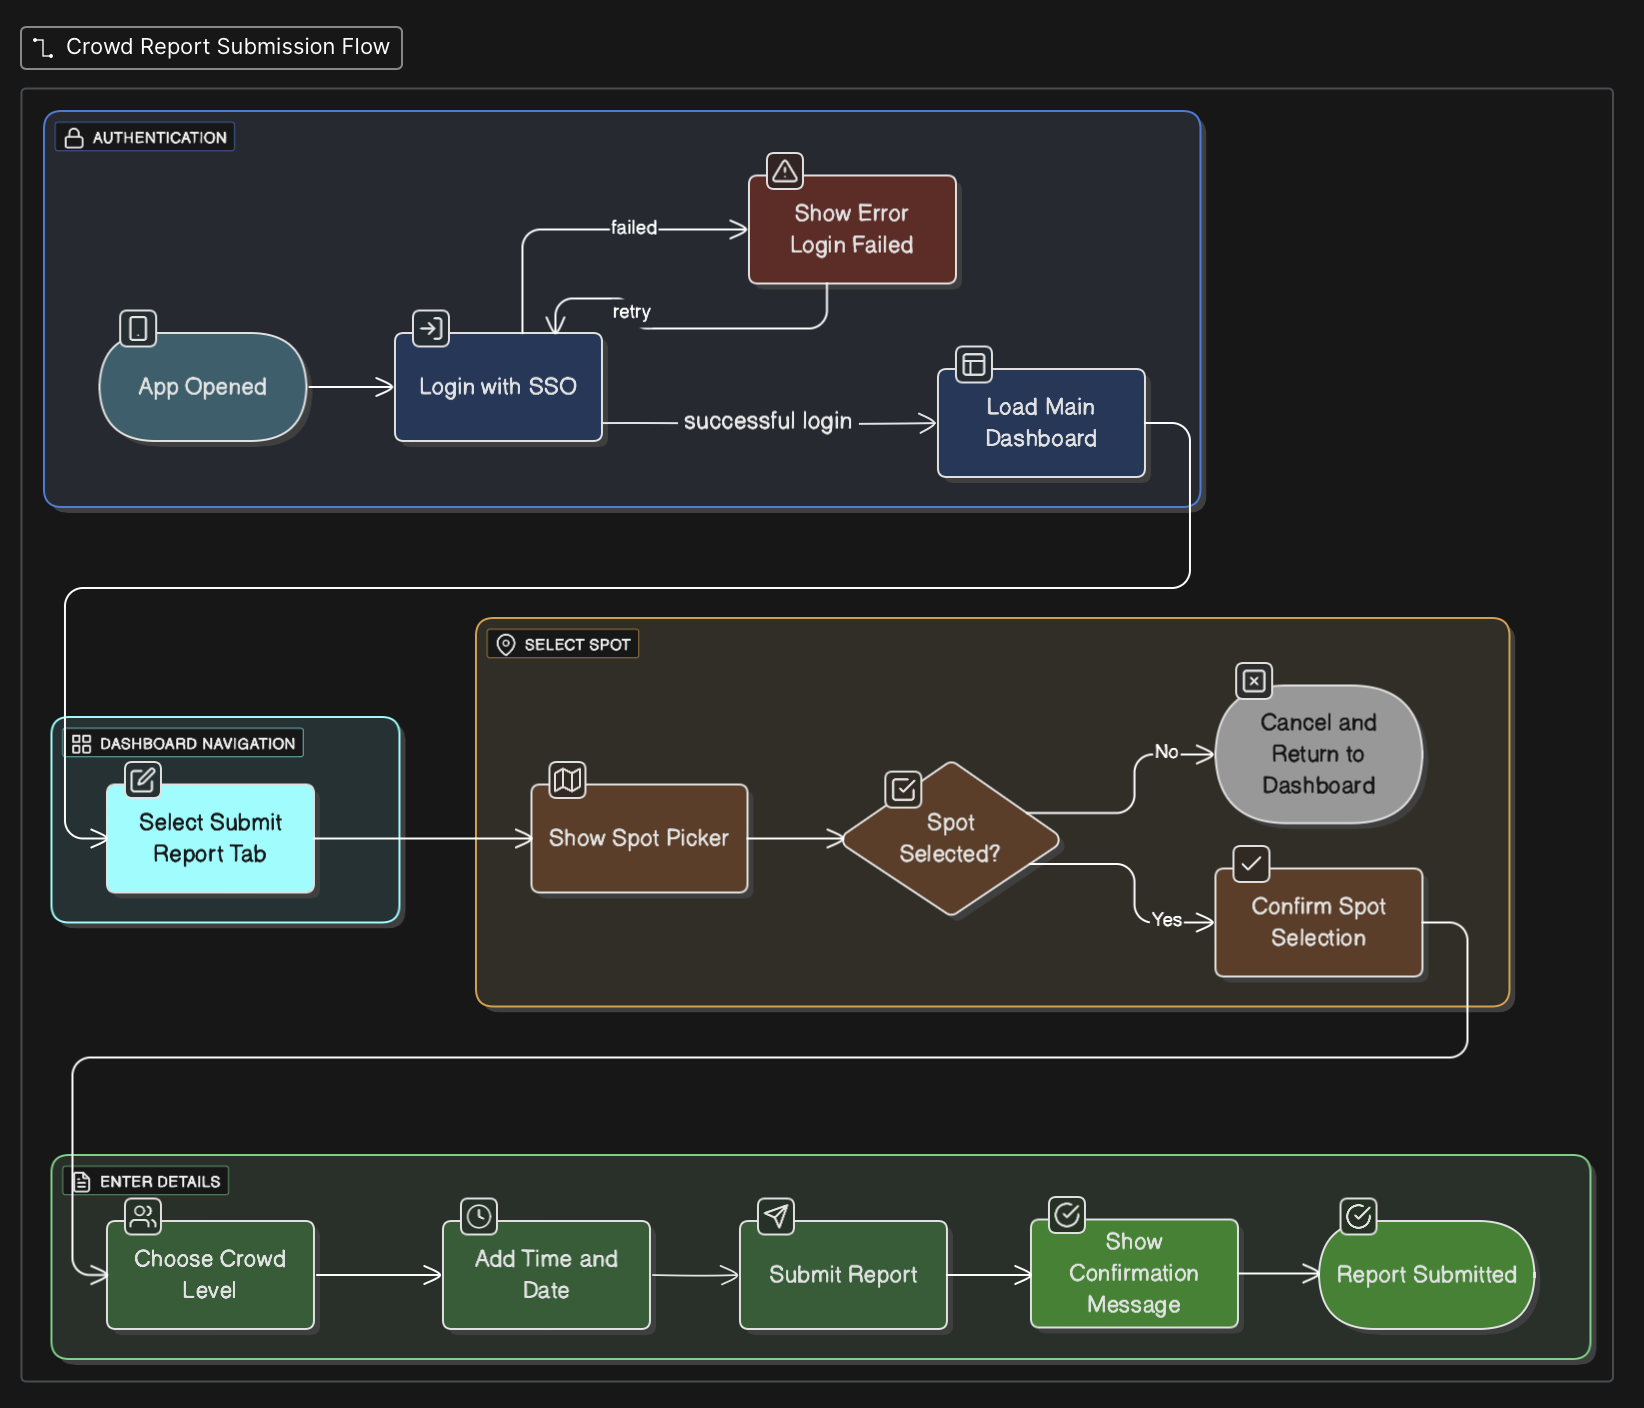 Crowd Report Submission Flow
AUTHENTICATION
Show Error
Login Failed
failed
retry
App Opened
Login with SSO
successful login
Load Main
Dashboard
SELECT SPOT
DASHBOARD NAVIGATION
Select Submit
Report Tab
Show Spot Picker
Spot
Selected?
No
Cancel and
Return to
Dashboard
Yes
Confirm Spot
Selection
ENTER DETAILS
Choose Crowd
Level
Add Time and
Date
Submit Report
Show
Confirmation
Message
Report Submitted